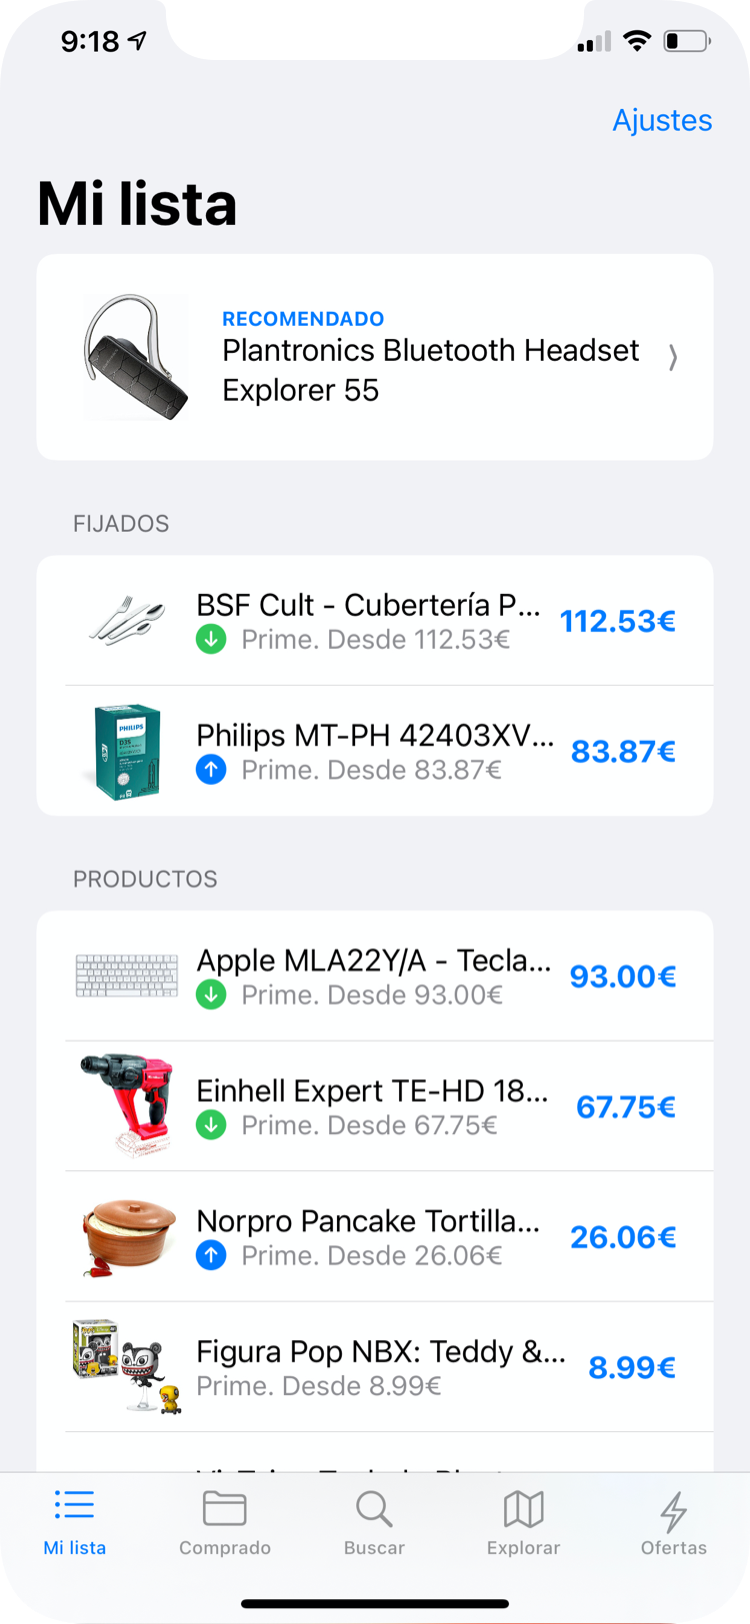 9:18
Ajustes
Mi lista
RECOMENDADO
Plantronics Bluetooth Headset
Explorer 55
FIJADOS
BSF Cult - Cubertería P...
112.53€
Prime. Desde 112.53€
PHILIPS
D3S
Philips MT-PH 42403XV...
83.87€
Prime. Desde 83.87€
PRODUCTOS
Apple MLA22Y/A - Tecla...
93.00€
Prime. Desde 93.00€
Einhell Expert TE-HD 18...
67.75€
Prime. Desde 67.75€
Norpro Pancake Tortilla...
26.06€
Prime. Desde 26.06€
Figura Pop NBX: Teddy &...
8.99€
Prime. Desde 8.99€
Mi lista
Comprado
Buscar
Explorar
Ofertas